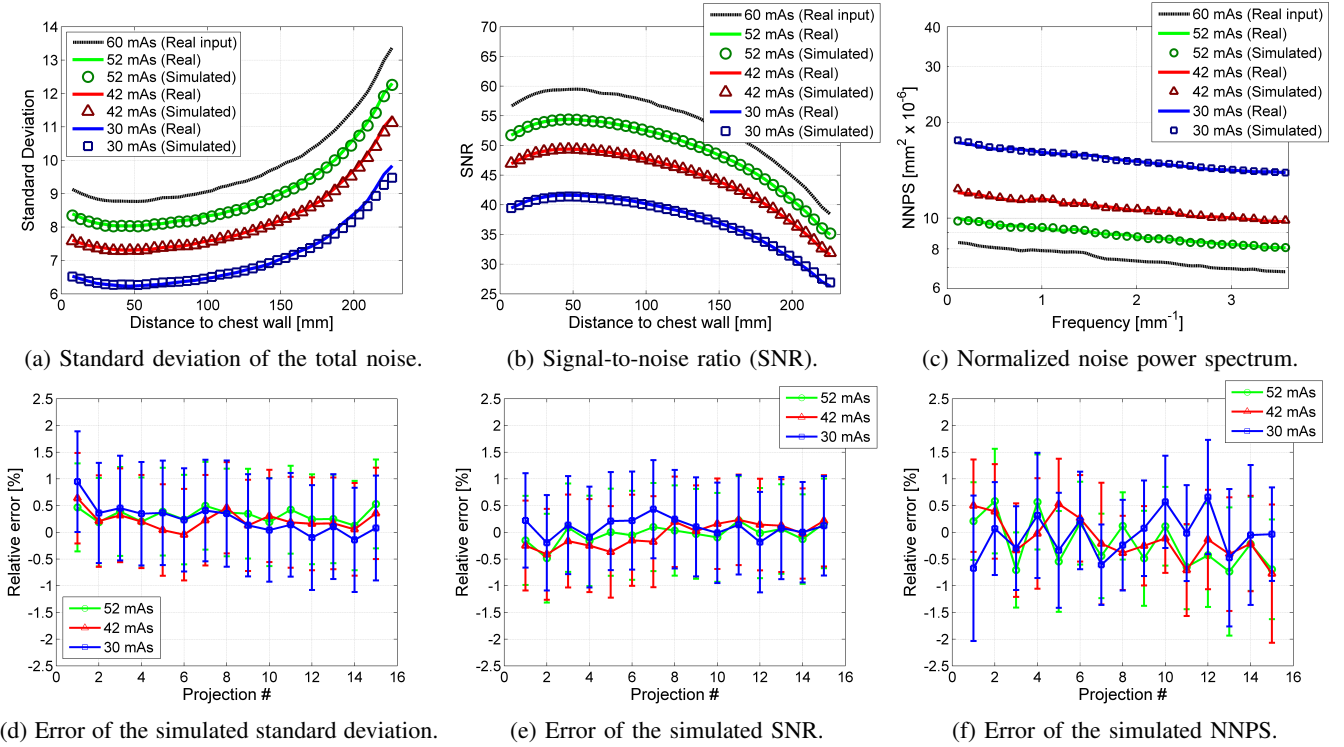 14
13
12
11
10
9
8
7
6
Standard Deviation
60 mAs (Real input)
52 mAs (Real)
52 mAs (Simulated)
42 mAs (Real)
42 mAs (Simulated)
30 mAs (Real)
30 mAs (Simulated)
0 50 100 150 200
Distance to chest wall [mm]
(a) Standard deviation of the total noise.
70
65
60
55
50
45
40
35
30
25
SNR
60 mAs (Real input)
52 mAs (Real)
52 mAs (Simulated)
42 mAs (Real)
42 mAs (Simulated)
30 mAs (Real)
30 mAs (Simulated)
0 50 100 150 200
Distance to chest wall [mm]
(b) Signal-to-noise ratio (SNR).
40
30
20
10
8
6
NNPS [mm² x 10⁻⁶]
60 mAs (Real input)
52 mAs (Real)
52 mAs (Simulated)
42 mAs (Real)
42 mAs (Simulated)
30 mAs (Real)
30 mAs (Simulated)
0 1 2 3
Frequency [mm⁻¹]
(c) Normalized noise power spectrum.
2.5
2
1.5
1
0.5
0
-0.5
-1
-1.5
-2
-2.5
Relative error [%]
52 mAs
42 mAs
30 mAs
0 2 4 6 8 10 12 14 16
Projection #
(d) Error of the simulated standard deviation.
2.5
2
1.5
1
0.5
0
-0.5
-1
-1.5
-2
-2.5
Relative error [%]
52 mAs
42 mAs
30 mAs
0 2 4 6 8 10 12 14 16
Projection #
(e) Error of the simulated SNR.
2.5
2
1.5
1
0.5
0
-0.5
-1
-1.5
-2
-2.5
Relative error [%]
52 mAs
42 mAs
30 mAs
0 2 4 6 8 10 12 14 16
Projection #
(f) Error of the simulated NNPS.